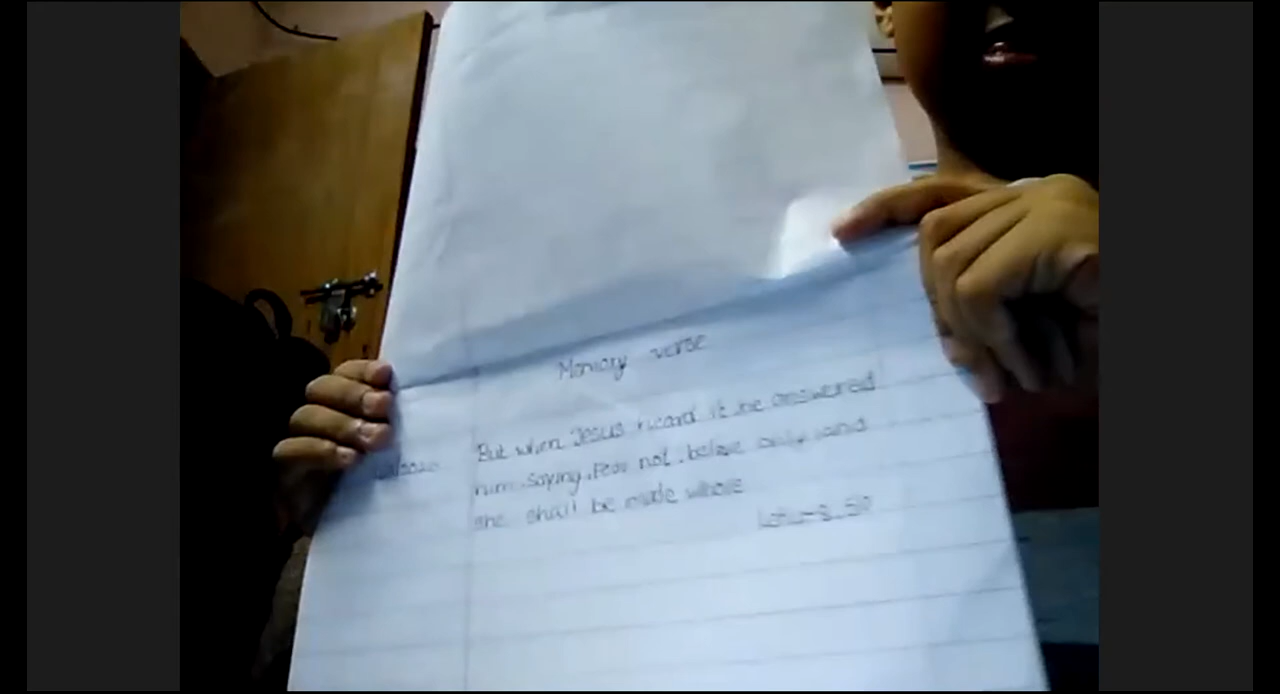 Memory verse
But when Jesus heard it, he answered
him, saying, Fear not, believe only, and
she shall be made whole
8:50